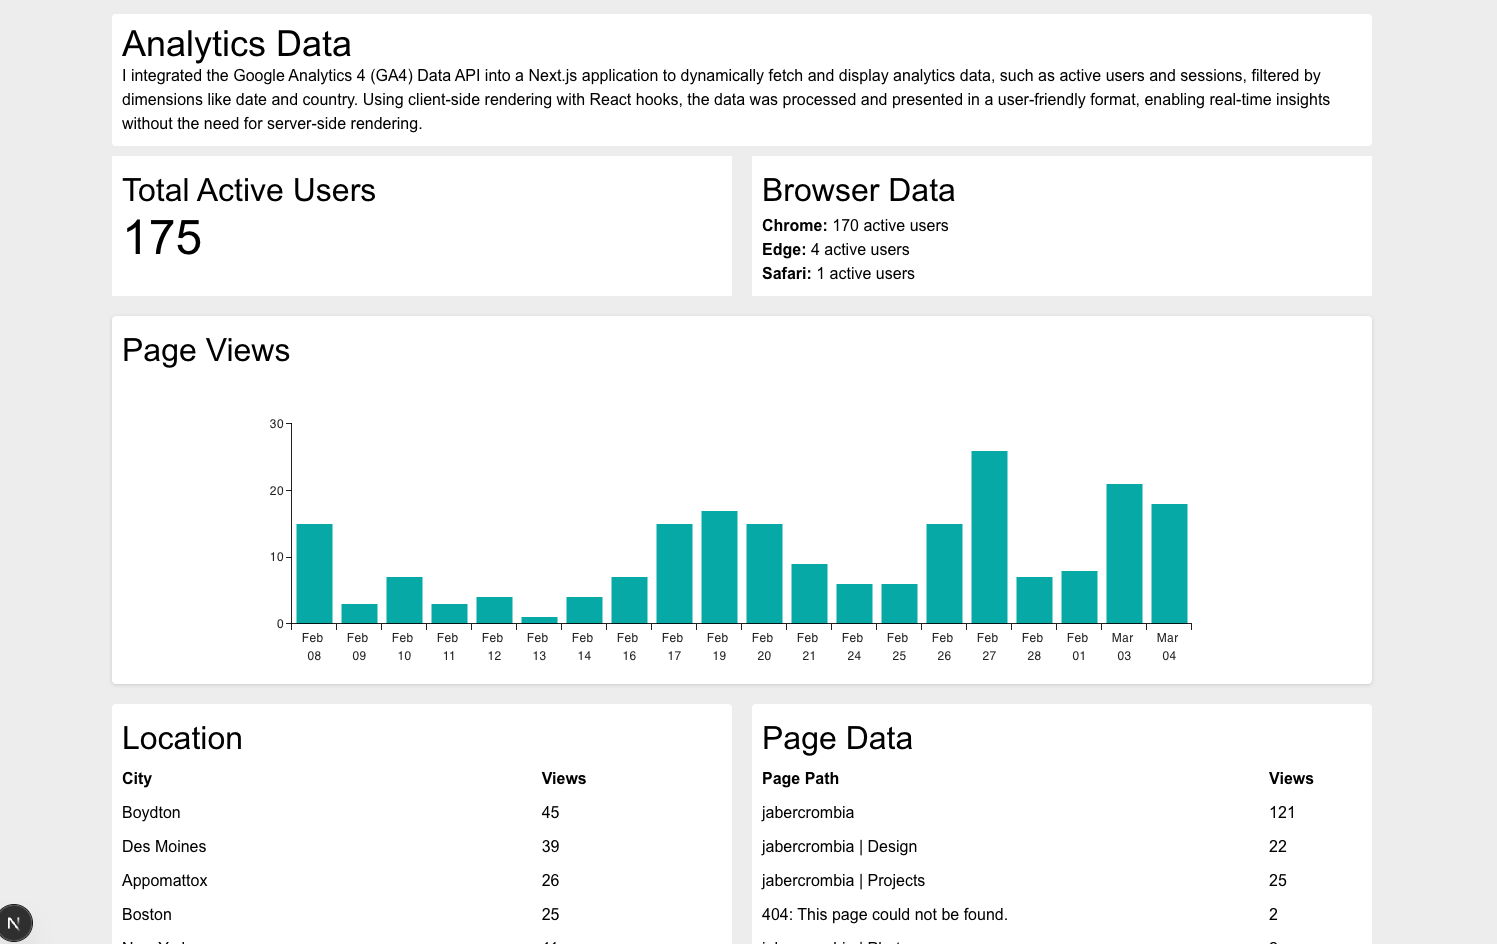 Analytics Data
I integrated the Google Analytics 4 (GA4) Data API into a Next.js application to dynamically fetch and display analytics data, such as active users and sessions, filtered by
dimensions like date and country. Using client-side rendering with React hooks, the data was processed and presented in a user-friendly format, enabling real-time insights
without the need for server-side rendering.
Total Active Users
175
Browser Data
Chrome: 170 active users
Edge: 4 active users
Safari: 1 active users
Page Views
30
20
10
0
Feb 08
Feb 09
Feb 10
Feb 11
Feb 12
Feb 13
Feb 14
Feb 16
Feb 17
Feb 19
Feb 20
Feb 21
Feb 24
Feb 25
Feb 26
Feb 27
Feb 28
Feb 01
Mar 03
Mar 04
Location
City Views
Boydton 45
Des Moines 39
Appomattox 26
Boston 25
Page Data
Page Path Views
jabercrombia 121
jabercrombia | Design 22
jabercrombia | Projects 25
404: This page could not be found. 2
N